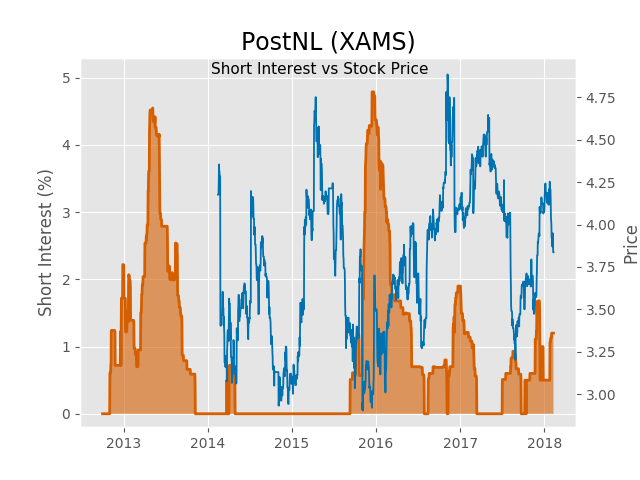 PostNL (XAMS)
Short Interest vs Stock Price
Short Interest (%)
5
4
3
2
1
0
4.75
4.50
4.25
4.00
3.75
3.50
3.25
3.00
Price
2013 2014 2015 2016 2017 2018